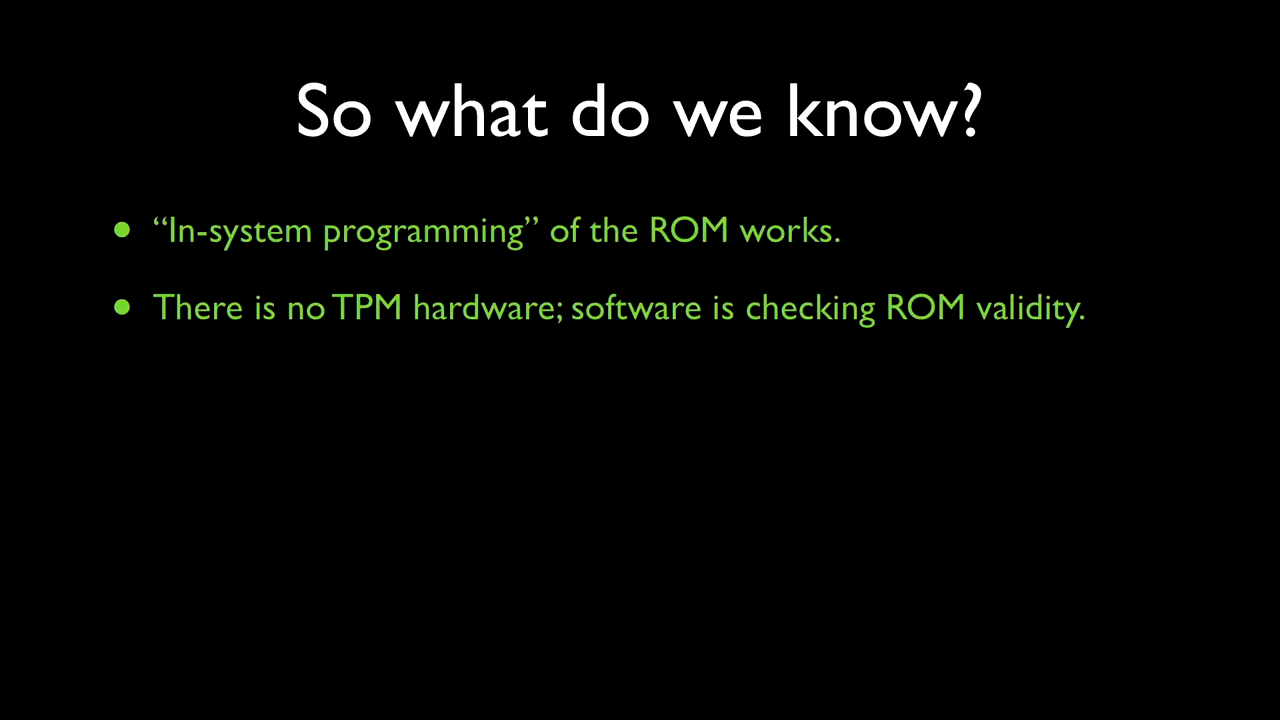 So what do we know?
• “In-system programming” of the ROM works.
• There is no TPM hardware; software is checking ROM validity.